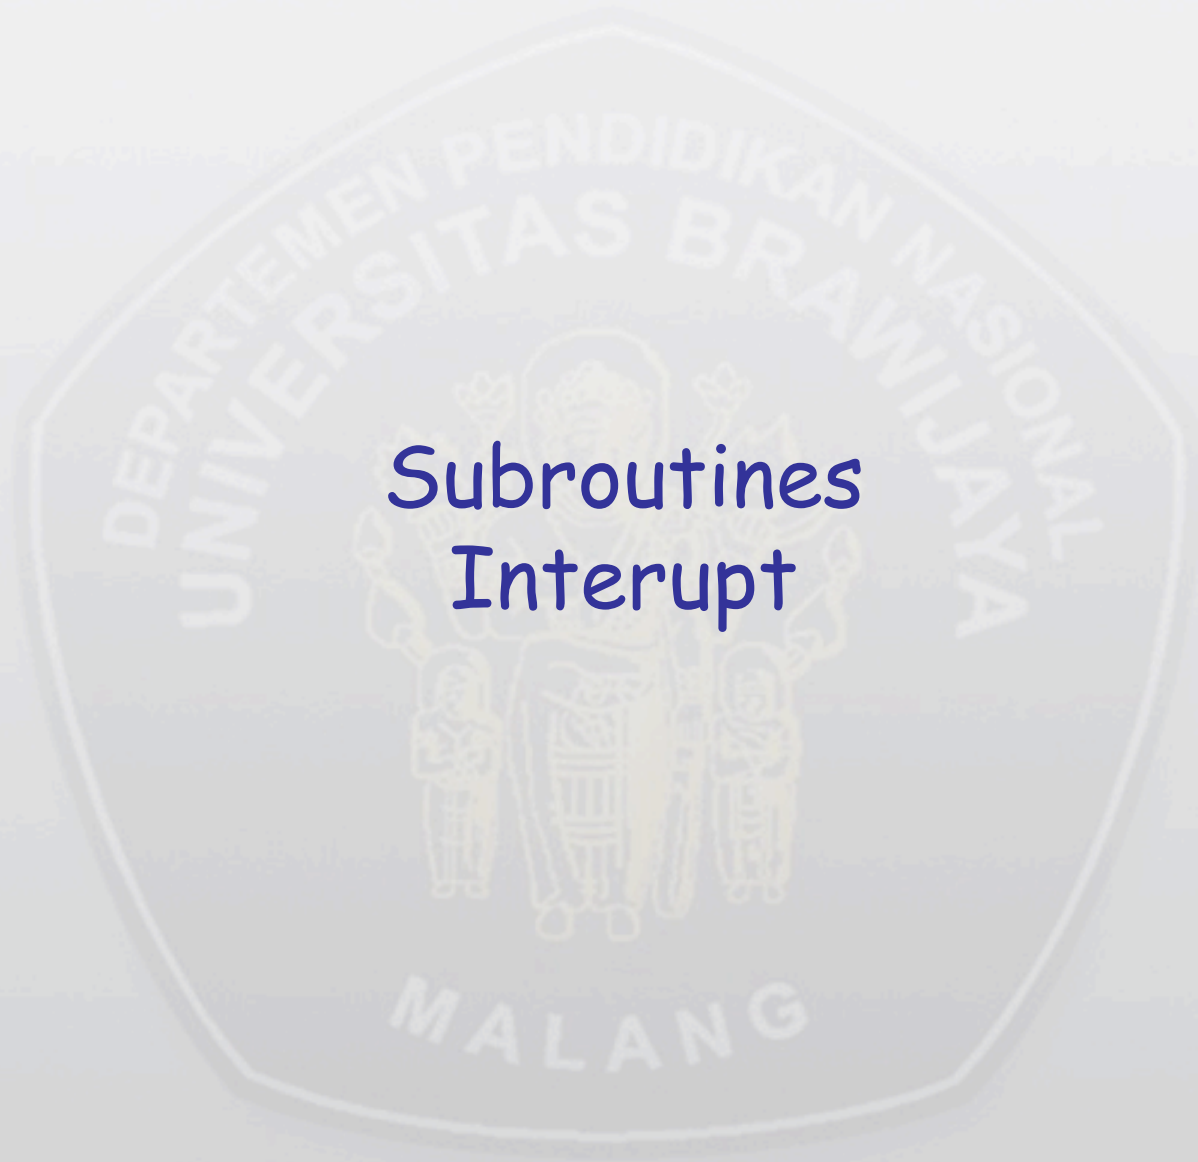 DEPARTEMEN PENDIDIKAN NASIONAL
UNIVERSITAS BRAWIJAYA
Subroutines
Interupt
MALANG